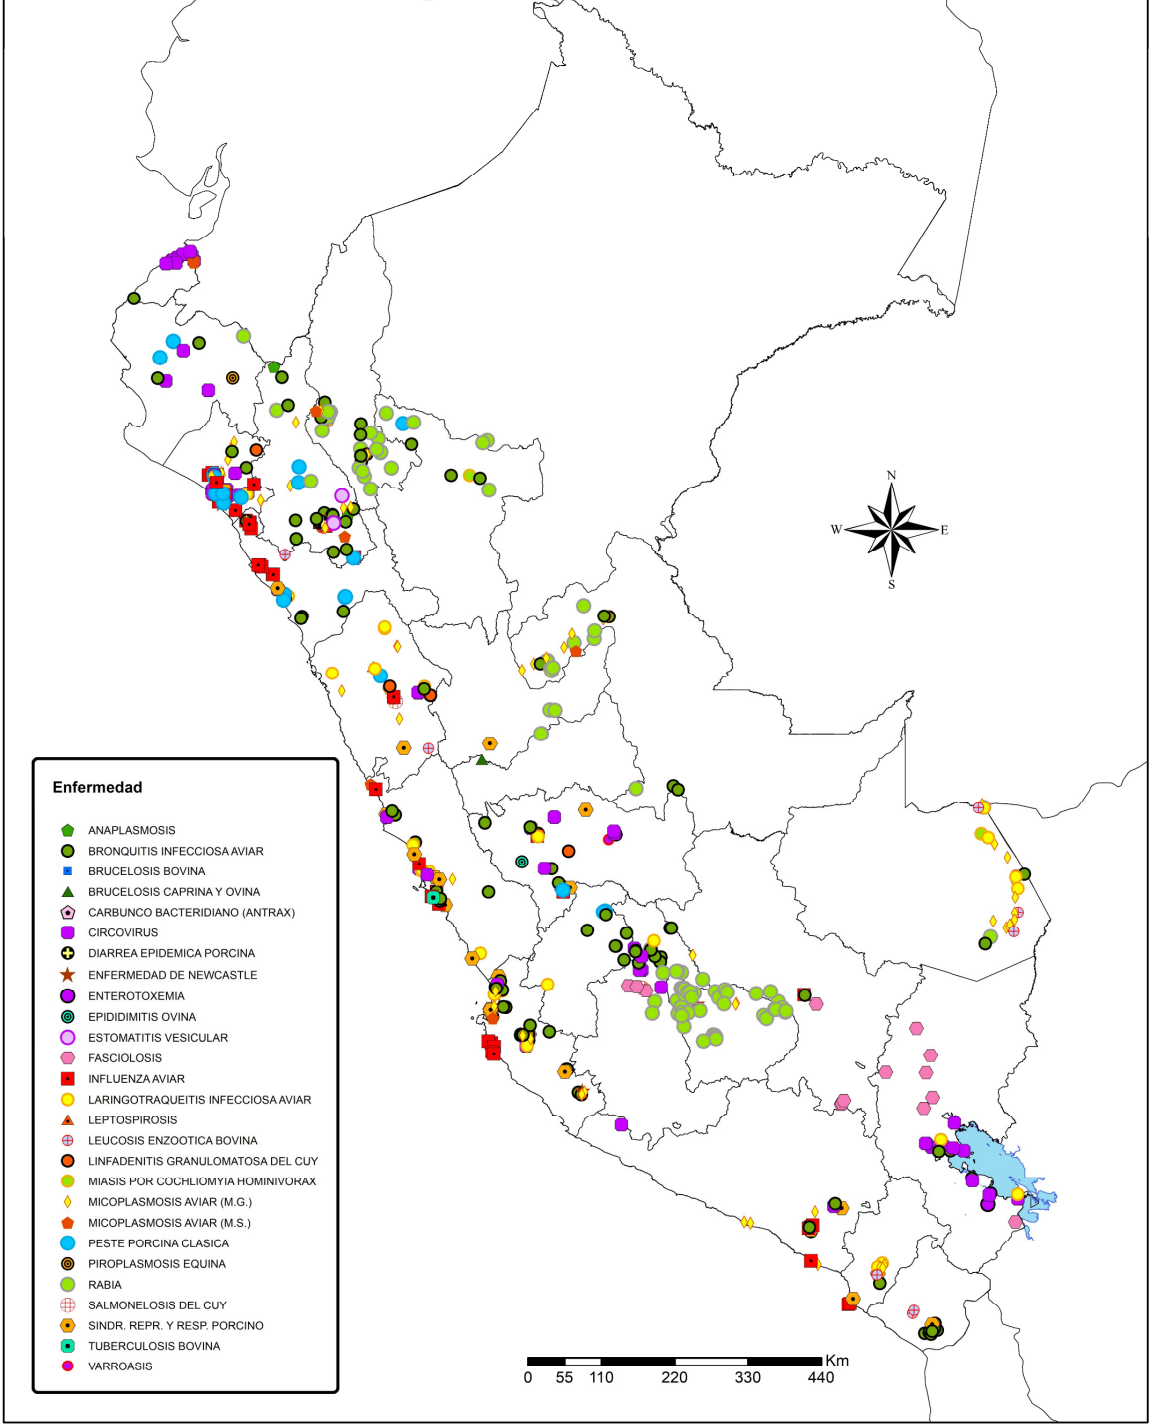 N
W
E
S
Enfermedad
ANAPLASMOSIS
BRONQUITIS INFECCIOSA AVIAR
BRUCELOSIS BOVINA
BRUCELOSIS CAPRINA Y OVINA
CARBUNCO BACTERIDIANO (ANTRAX)
CIRCOVIRUS
DIARREA EPIDEMICA PORCINA
ENFERMEDAD DE NEWCASTLE
ENTEROTOXEMIA
EPIDIDIMITIS OVINA
ESTOMATITIS VESICULAR
FASCIOLOSIS
INFLUENZA AVIAR
LARINGOTRAQUEITIS INFECCIOSA AVIAR
LEPTOSPIROSIS
LEUCOSIS ENZOOTICA BOVINA
LINFADENITIS GRANULOMATOSA DEL CUY
MIASIS POR COCHLIOMYIA HOMINIVORAX
MICOPLASMOSIS AVIAR (M.G.)
MICOPLASMOSIS AVIAR (M.S.)
PESTE PORCINA CLASICA
PIROPLASMOSIS EQUINA
RABIA
SALMONELOSIS DEL CUY
SINDR. REPR. Y RESP. PORCINO
TUBERCULOSIS BOVINA
VARROASIS
Km
0 55 110 220 330 440